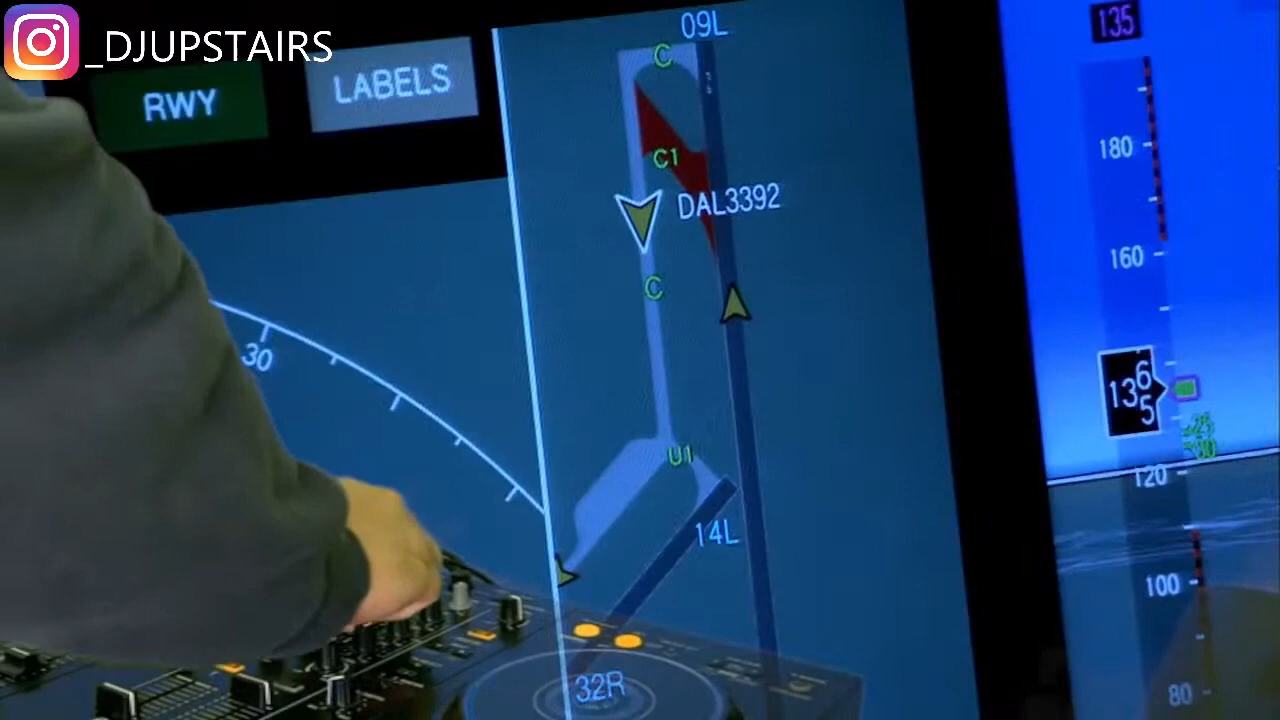 _DJUPSTAIRS
RWY
LABELS
09L
C
C1
DAL3392
C
U1
14L
32R
30
135
180
160
136
5
120
100
80